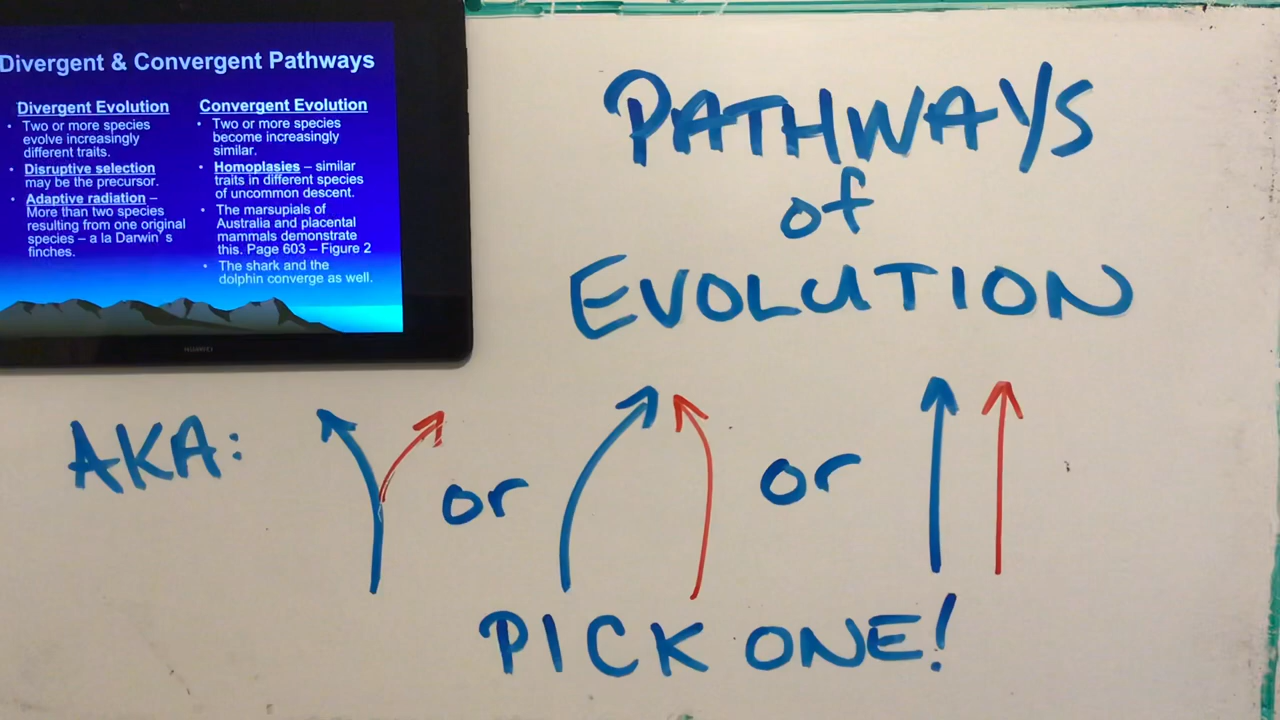 Divergent & Convergent Pathways
Divergent Evolution
• Two or more species
evolve increasingly
different traits.
• Disruptive selection
may be the precursor.
• Adaptive radiation –
More than two species
resulting from one original
species – a la Darwin's
finches.
Convergent Evolution
• Two or more species
become increasingly
similar.
• Homoplasies – similar
traits in different species
of uncommon descent.
• The marsupials of
Australia and placental
mammals demonstrate
this. Page 603 – Figure 2
• The shark and the
dolphin converge as well.
HUAWEI
PATHWAYS
of
EVOLUTION
AKA: or or
PICK ONE!